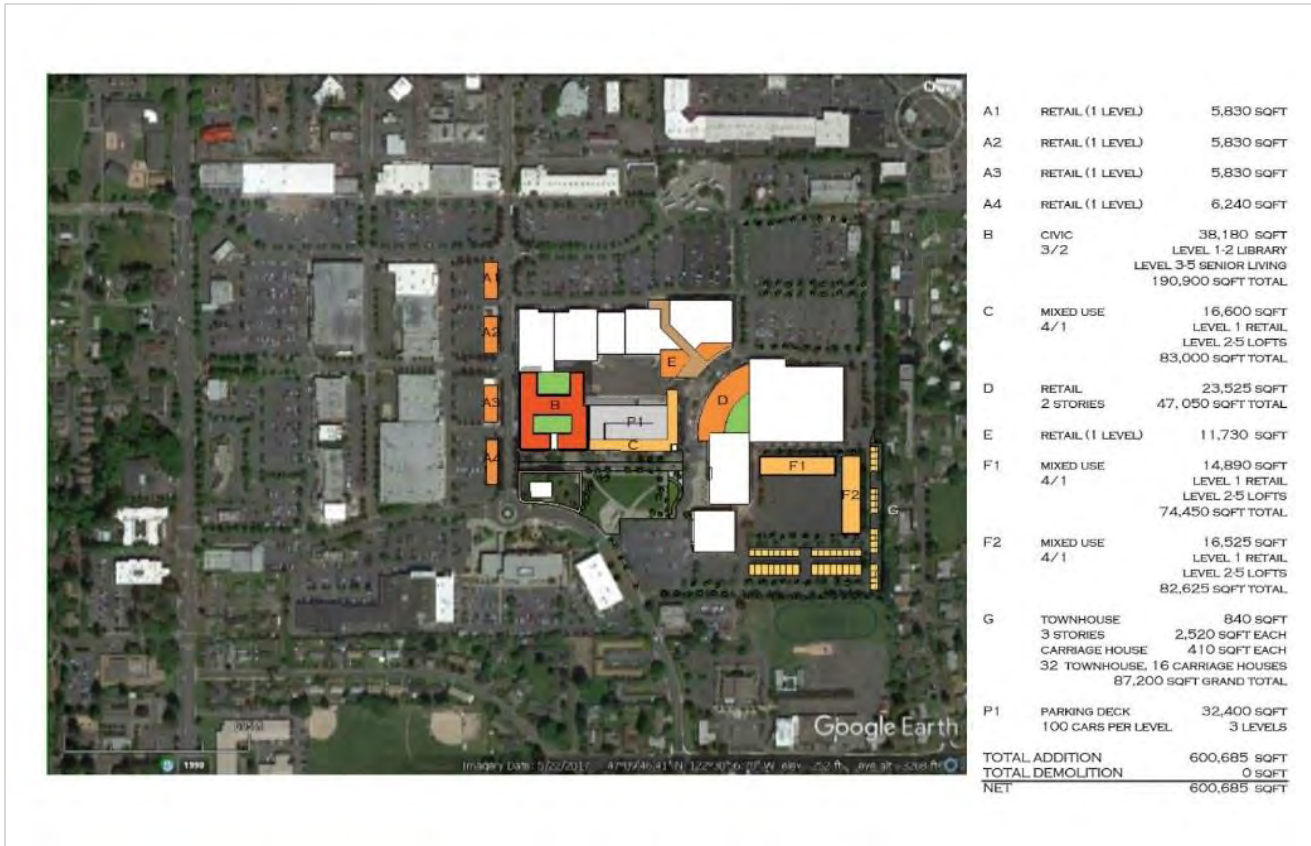 A1 RETAIL (1 LEVEL) 5,830 SQFT
A2 RETAIL (1 LEVEL) 5,830 SQFT
A3 RETAIL (1 LEVEL) 5,830 SQFT
A4 RETAIL (1 LEVEL) 6,240 SQFT
B CIVIC 38,180 SQFT
3/2 LEVEL 1-2 LIBRARY
LEVEL 3-5 SENIOR LIVING
190,900 SQFT TOTAL
C MIXED USE 16,600 SQFT
4/1 LEVEL 1 RETAIL
LEVEL 2-5 LOFTS
83,000 SQFT TOTAL
D RETAIL 23,525 SQFT
2 STORIES 47,050 SQFT TOTAL
E RETAIL (1 LEVEL) 11,730 SQFT
F1 MIXED USE 14,890 SQFT
4/1 LEVEL 1 RETAIL
LEVEL 2-5 LOFTS
74,450 SQFT TOTAL
F2 MIXED USE 16,525 SQFT
4/1 LEVEL 1 RETAIL
LEVEL 2-5 LOFTS
82,625 SQFT TOTAL
G TOWNHOUSE 840 SQFT
3 STORIES 2,520 SQFT EACH
CARRIAGE HOUSE 410 SQFT EACH
32 TOWNHOUSE, 16 CARRIAGE HOUSES
87,200 SQFT GRAND TOTAL
P1 PARKING DECK 32,400 SQFT
100 CARS PER LEVEL 3 LEVELS
TOTAL ADDITION 600,685 SQFT
TOTAL DEMOLITION 0 SQFT
NET 600,685 SQFT
A1
A2
E
A3
B
D
P1
C
A4
F1
F2
G
Google Earth
1990
Imagery Date: 5/22/2017